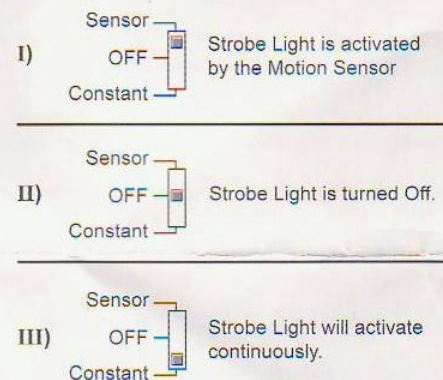 Sensor
I) OFF Strobe Light is activated
by the Motion Sensor
Constant
Sensor
II) OFF Strobe Light is turned Off.
Constant
Sensor
III) OFF Strobe Light will activate
continuously.
Constant